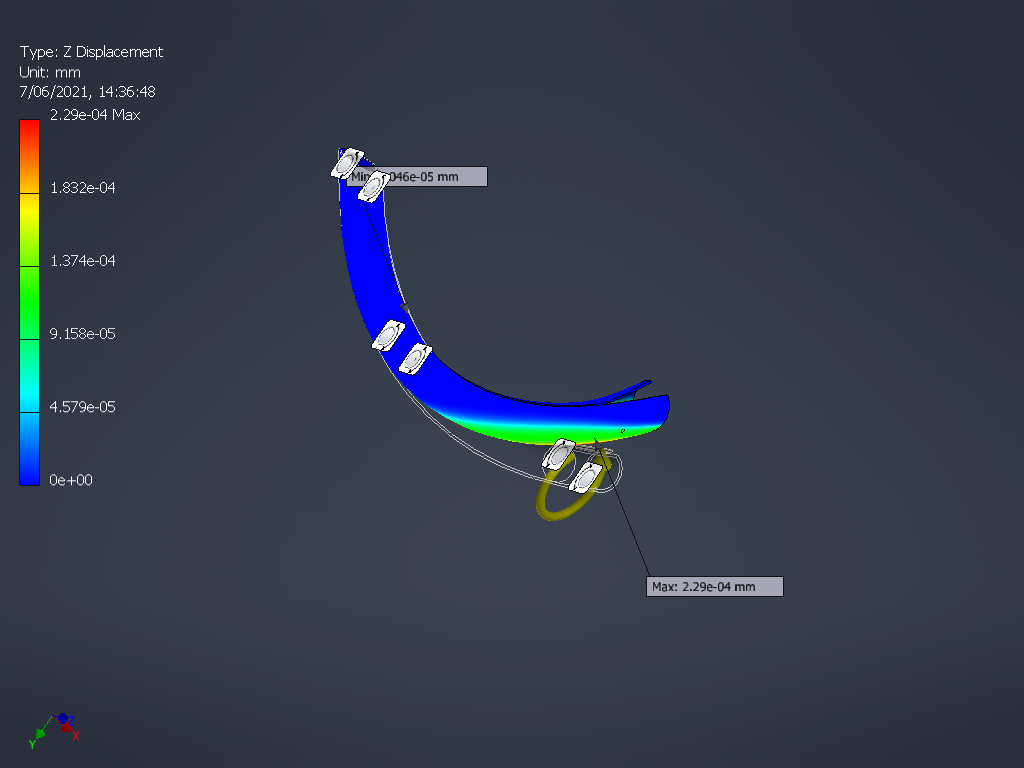 Type: Z Displacement
Unit: mm
7/06/2021, 14:36:48
2.29e-04 Max
1.832e-04
1.374e-04
9.158e-05
4.579e-05
0e+00
Min 046e-05 mm
Max: 2.29e-04 mm
Z
X
Y